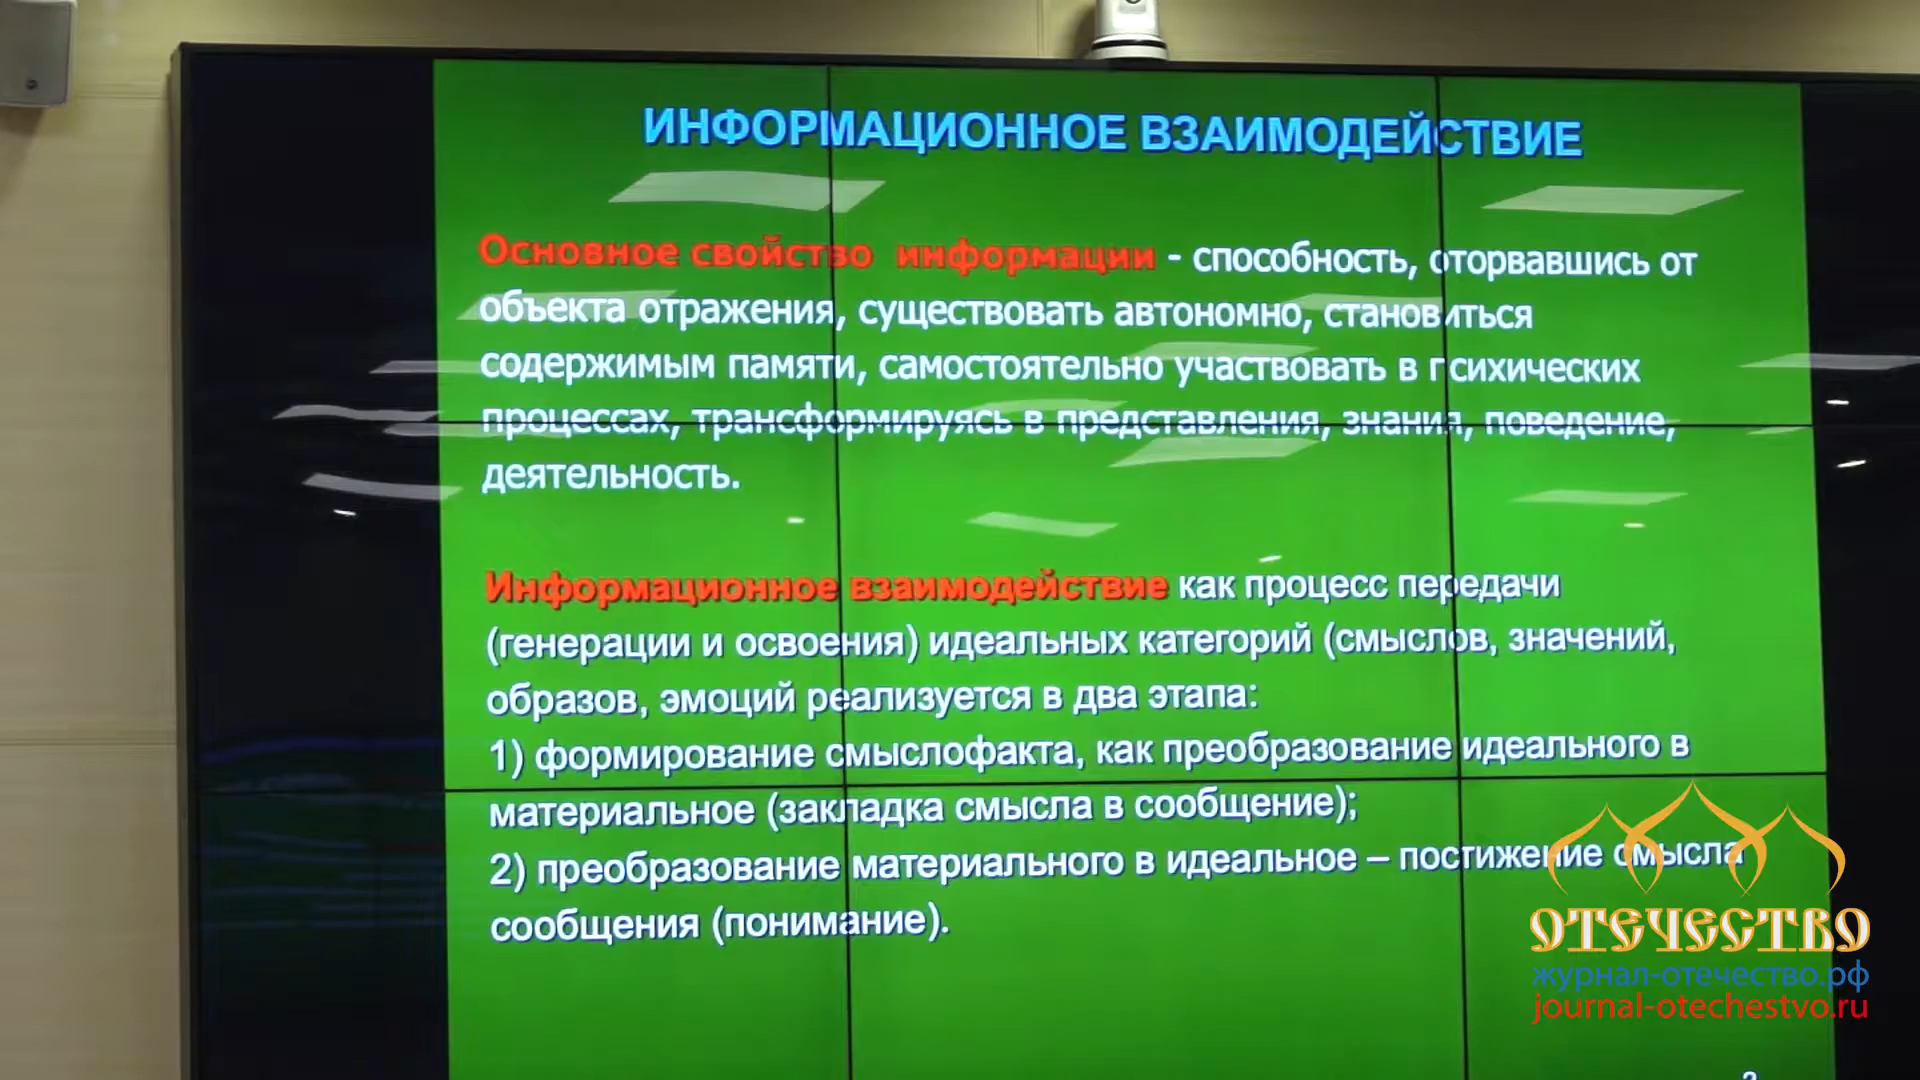 ИНФОРМАЦИОННОЕ ВЗАИМОДЕЙСТВИЕ
Основное свойство информации - способность, оторвавшись от
объекта отражения, существовать автономно, становиться
содержимым памяти, самостоятельно участвовать в психических
процессах, трансформируясь в представления, знания, поведение,
деятельность.
Информационное взаимодействие как процесс передачи
(генерации и освоения) идеальных категорий (смыслов, значений,
образов, эмоций реализуется в два этапа:
1) формирование смыслофакта, как преобразование идеального в
материальное (закладка смысла в сообщение);
2) преобразование материального в идеальное – постижение смысла
сообщения (понимание).
ОТЕЧЕСТВО
журнал-отечество.рф
journal-otechestvo.ru